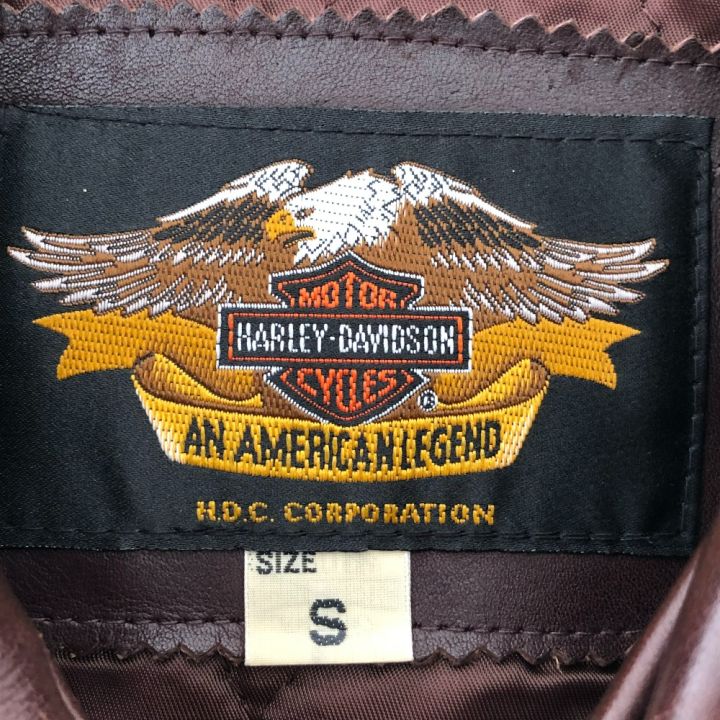 MOTOR
HARLEY-DAVIDSON
CYCLES
®
AN AMERICAN LEGEND
H.D.C. CORPORATION
SIZE
S